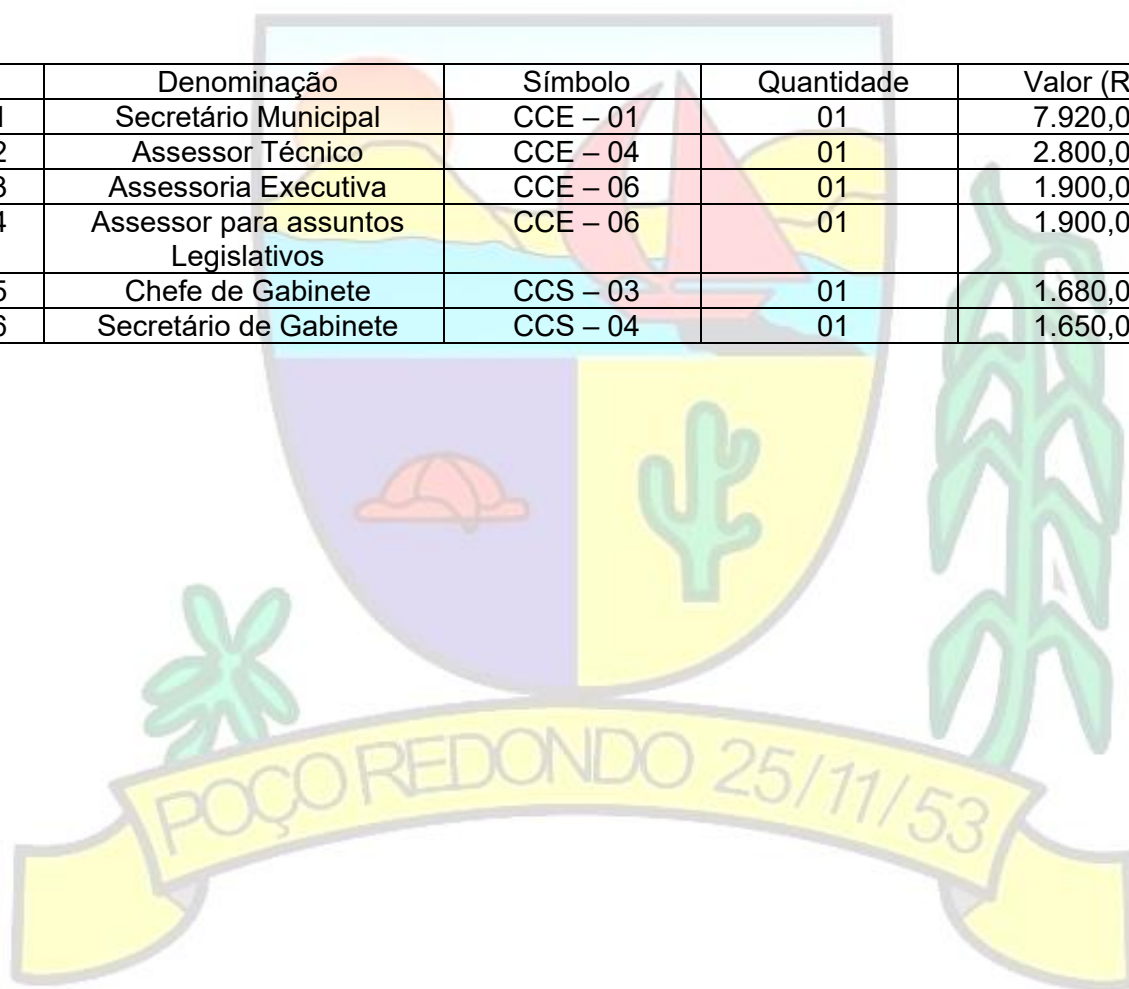 Denominação Símbolo Quantidade Valor (R
1 Secretário Municipal CCE – 01 01 7.920,0
2 Assessor Técnico CCE – 04 01 2.800,0
3 Assessoria Executiva CCE – 06 01 1.900,0
4 Assessor para assuntos CCE – 06 01 1.900,0
Legislativos
5 Chefe de Gabinete CCS – 03 01 1.680,0
6 Secretário de Gabinete CCS – 04 01 1.650,0
POÇO REDONDO 25/11/53